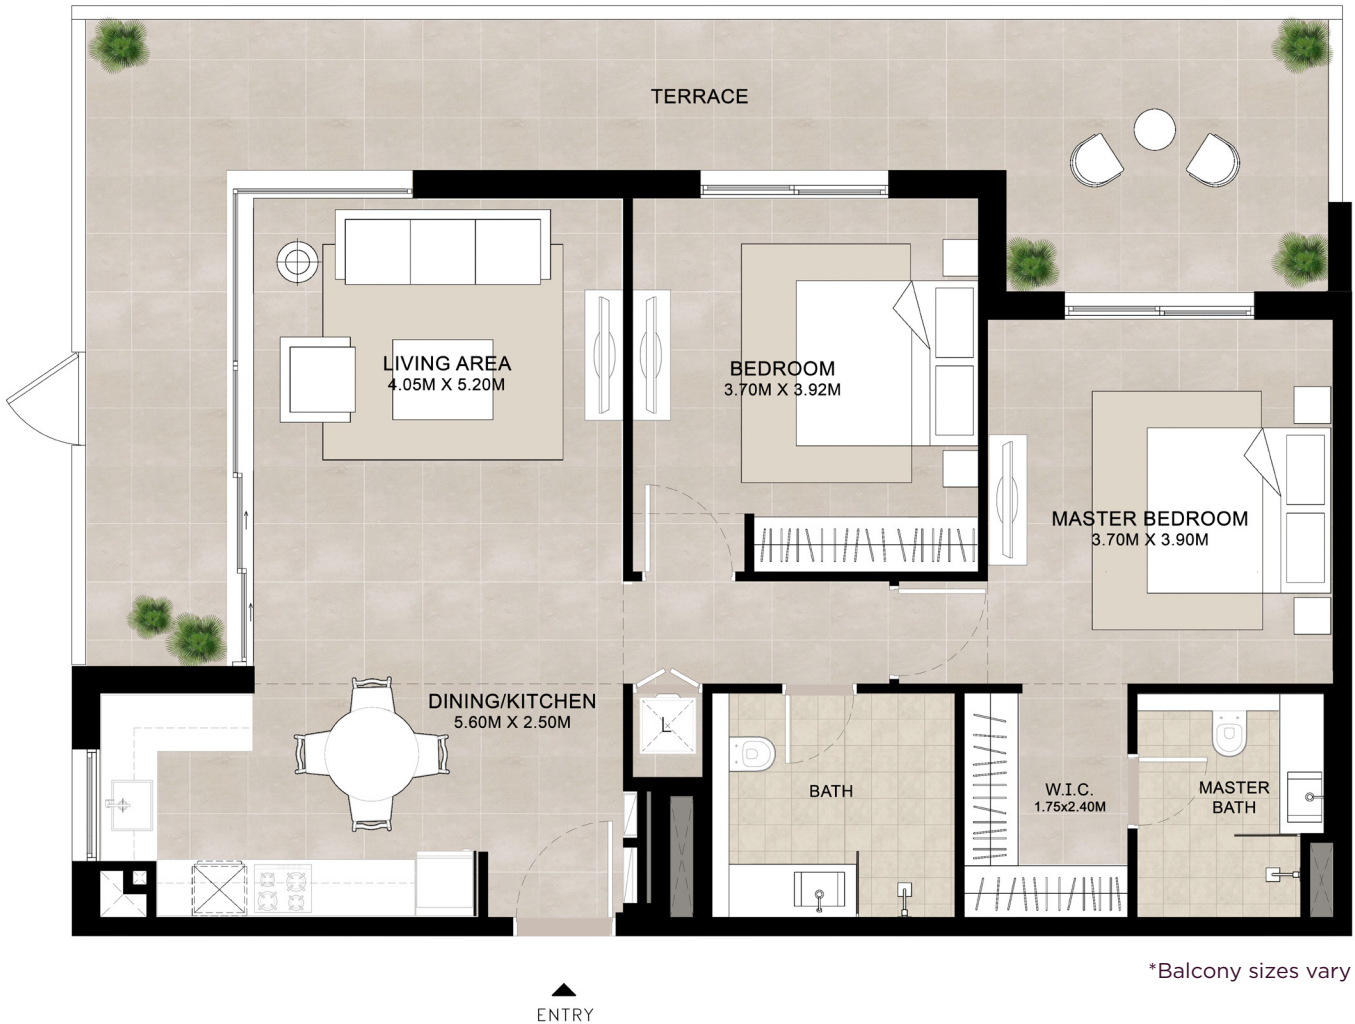 TERRACE
LIVING AREA
4.05M X 5.20M
BEDROOM
3.70M X 3.92M
MASTER BEDROOM
3.70M X 3.90M
DINING/KITCHEN
5.60M X 2.50M
L
BATH
W.I.C.
1.75x2.40M
MASTER
BATH
*Balcony sizes vary
ENTRY